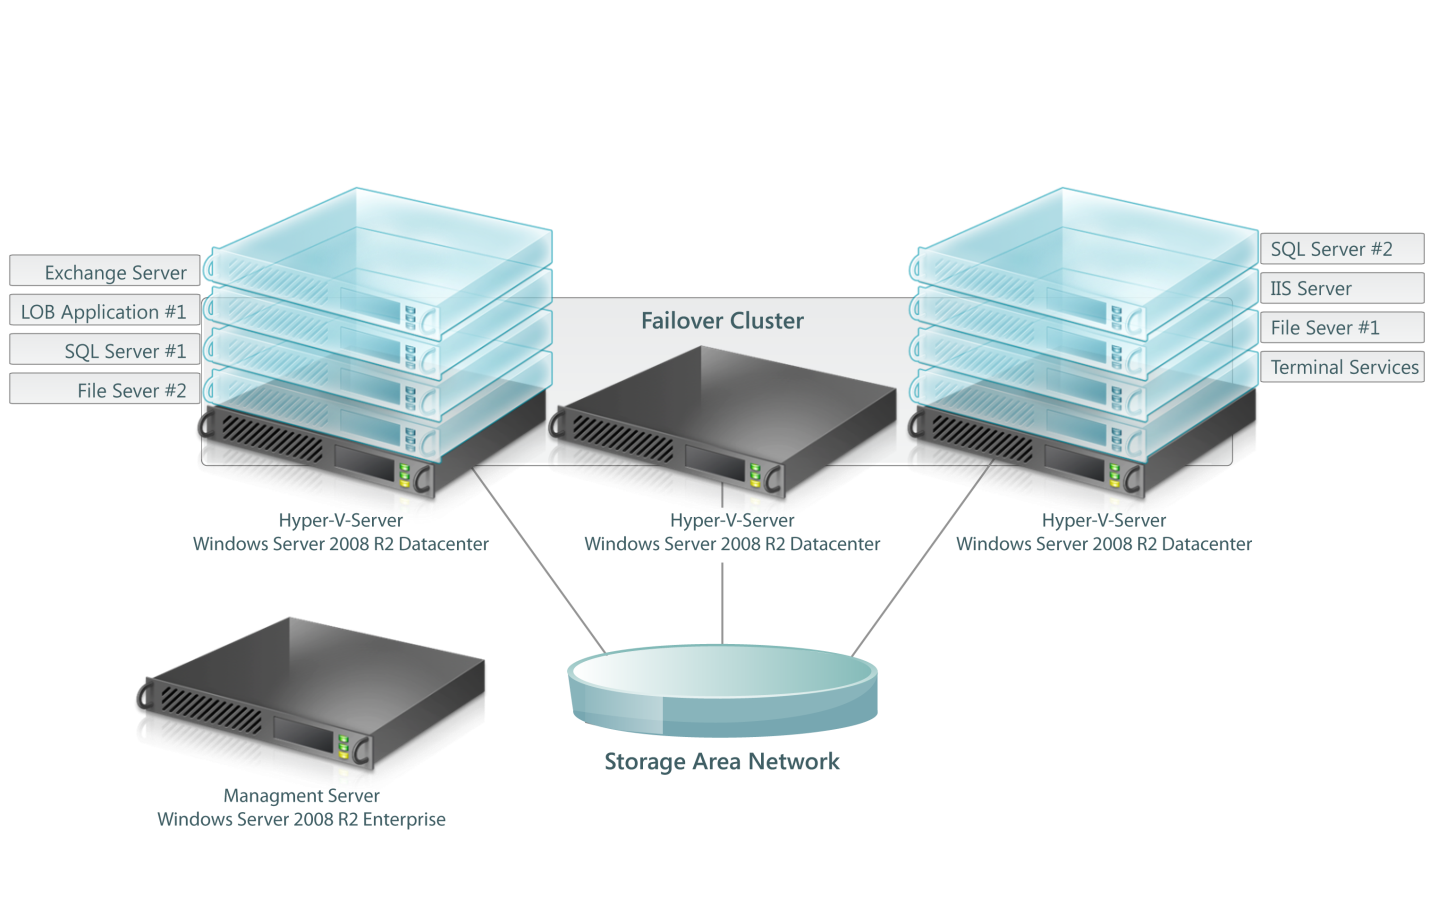 Exchange Server
LOB Application #1
SQL Server #1
File Sever #2
Failover Cluster
SQL Server #2
IIS Server
File Sever #1
Terminal Services
Hyper-V-Server
Windows Server 2008 R2 Datacenter
Hyper-V-Server
Windows Server 2008 R2 Datacenter
Hyper-V-Server
Windows Server 2008 R2 Datacenter
Storage Area Network
Managment Server
Windows Server 2008 R2 Enterprise